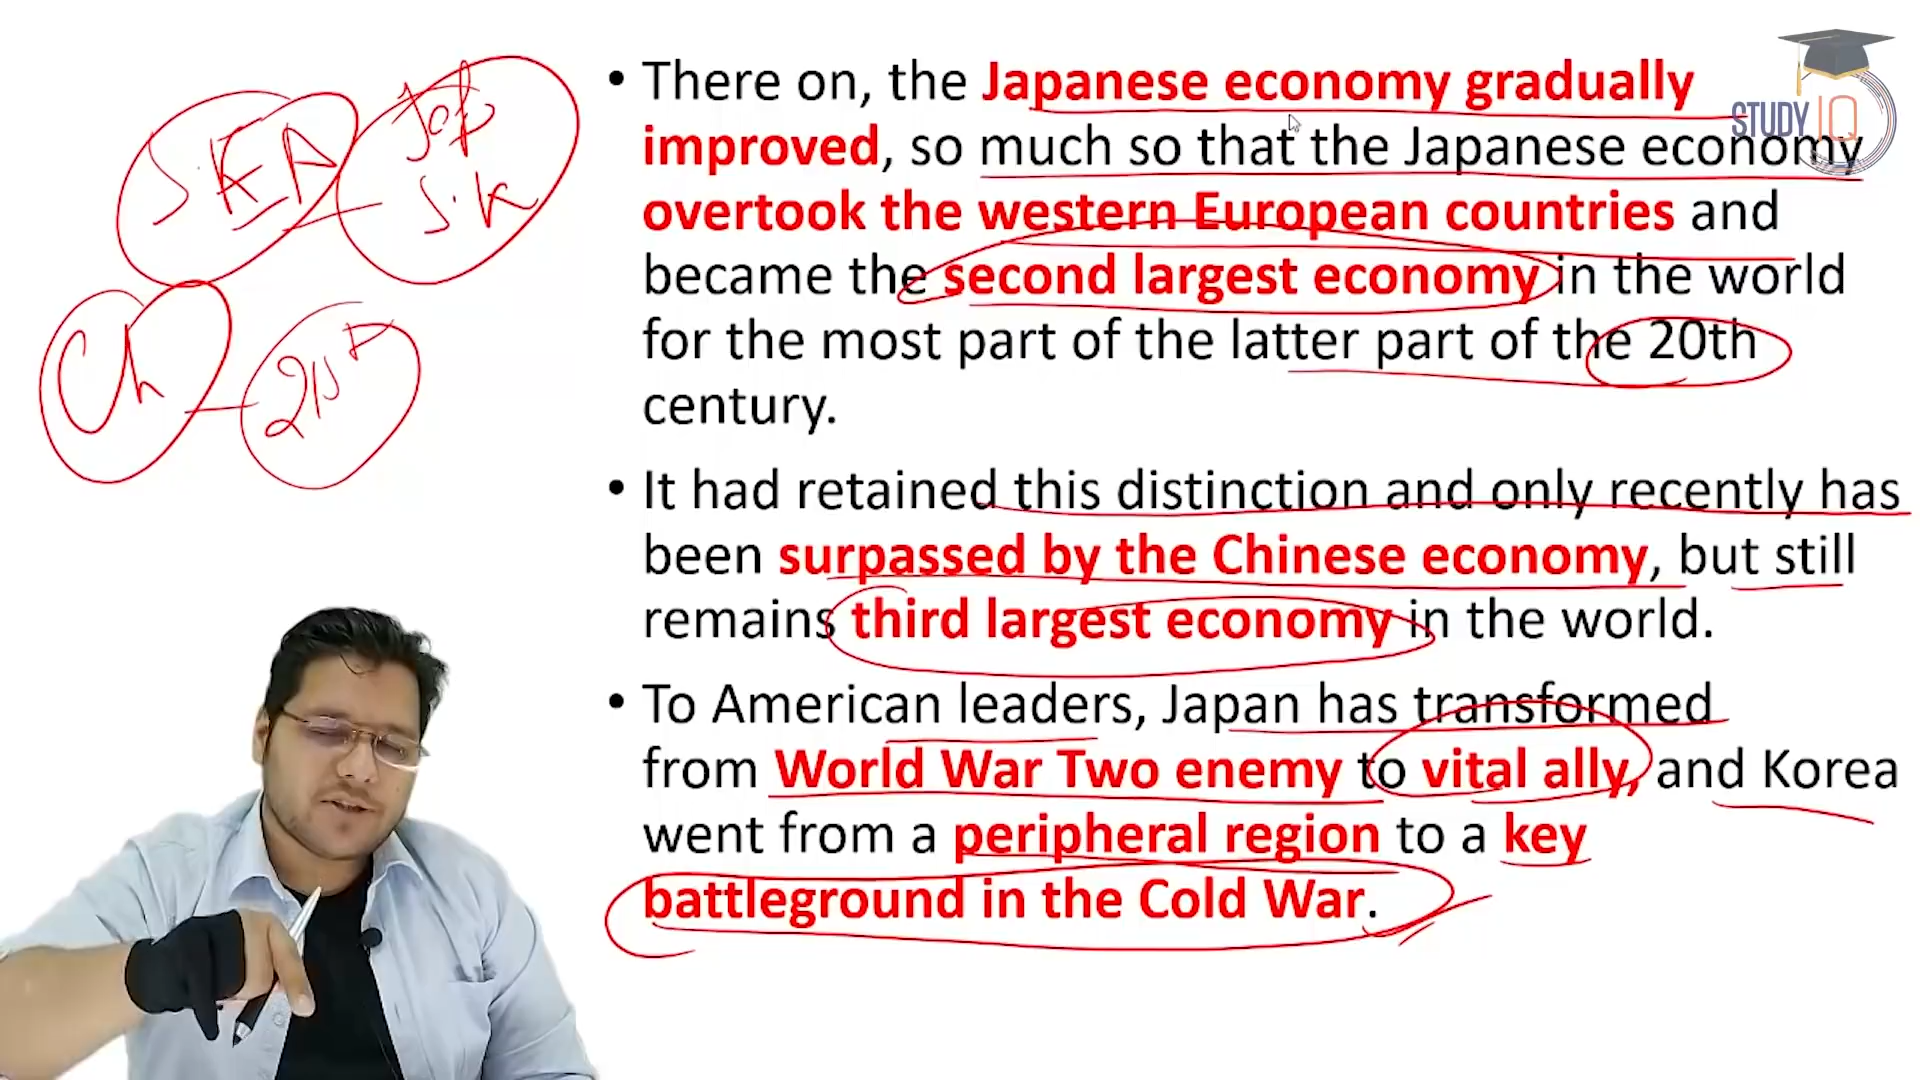 STUDY IQ
• There on, the Japanese economy gradually
improved, so much so that the Japanese economy
overtook the western European countries and
became the second largest economy in the world
for the most part of the latter part of the 20th
century.
• It had retained this distinction and only recently has
been surpassed by the Chinese economy, but still
remains third largest economy in the world.
• To American leaders, Japan has transformed
from World War Two enemy to vital ally, and Korea
went from a peripheral region to a key
battleground in the Cold War.
S.K
Ch
21st